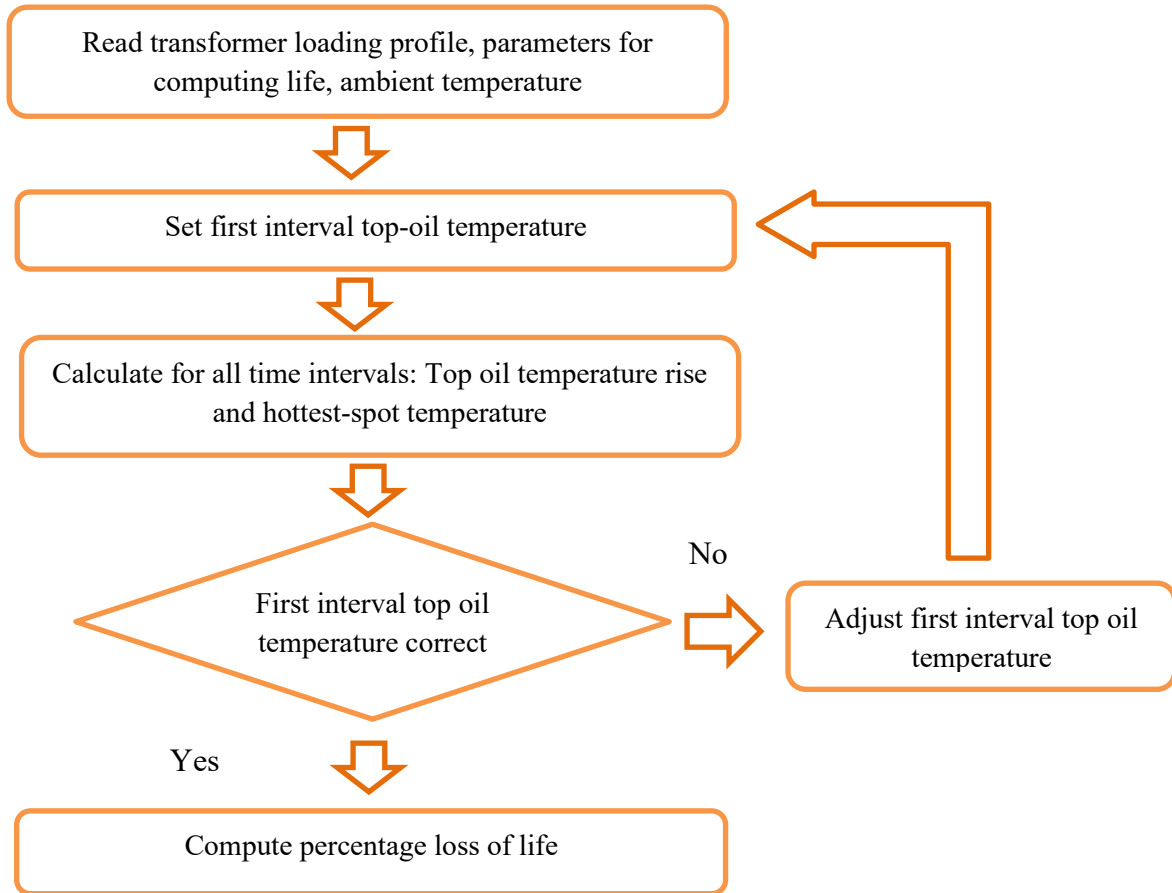 Read transformer loading profile, parameters for
computing life, ambient temperature
Set first interval top-oil temperature
Calculate for all time intervals: Top oil temperature rise
and hottest-spot temperature
First interval top oil
temperature correct
No
Adjust first interval top oil
temperature
Yes
Compute percentage loss of life